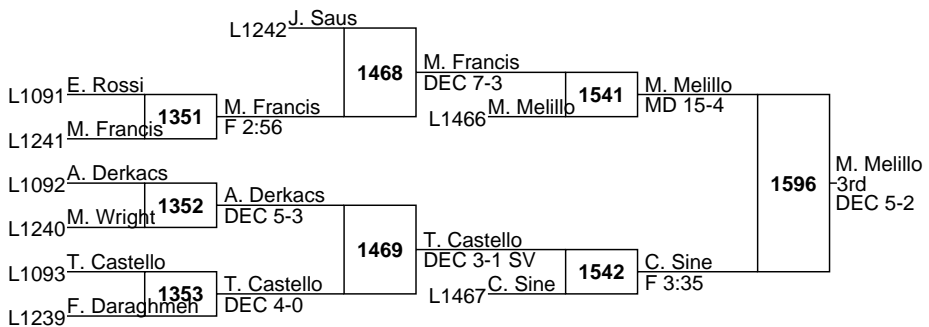 J. Saus
L1242
1468
M. Francis
DEC 7-3
E. Rossi
L1091
1351
M. Francis
F 2:56
M. Francis
L1241
M. Melillo
L1466
1541
M. Melillo
MD 15-4
A. Derkacs
L1092
1352
A. Derkacs
DEC 5-3
M. Wright
L1240
1469
T. Castello
DEC 3-1 SV
T. Castello
L1093
1353
T. Castello
DEC 4-0
F. Daraghmeh
L1239
C. Sine
L1467
1542
C. Sine
F 3:35
1596
M. Melillo
3rd
DEC 5-2